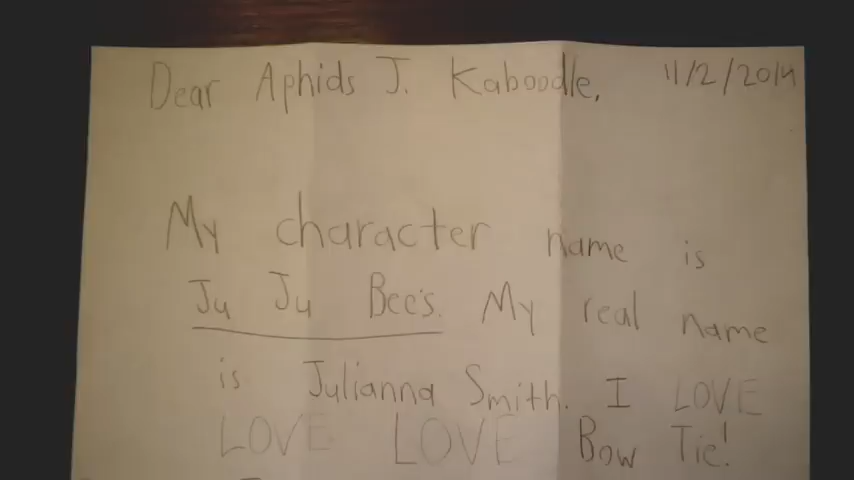 Dear Aphids J. Kaboodle, 11/2/2014
My character name is
Ju Ju Bee's. My real name
is Julianna Smith. I LOVE
LOVE LOVE Bow Tie!